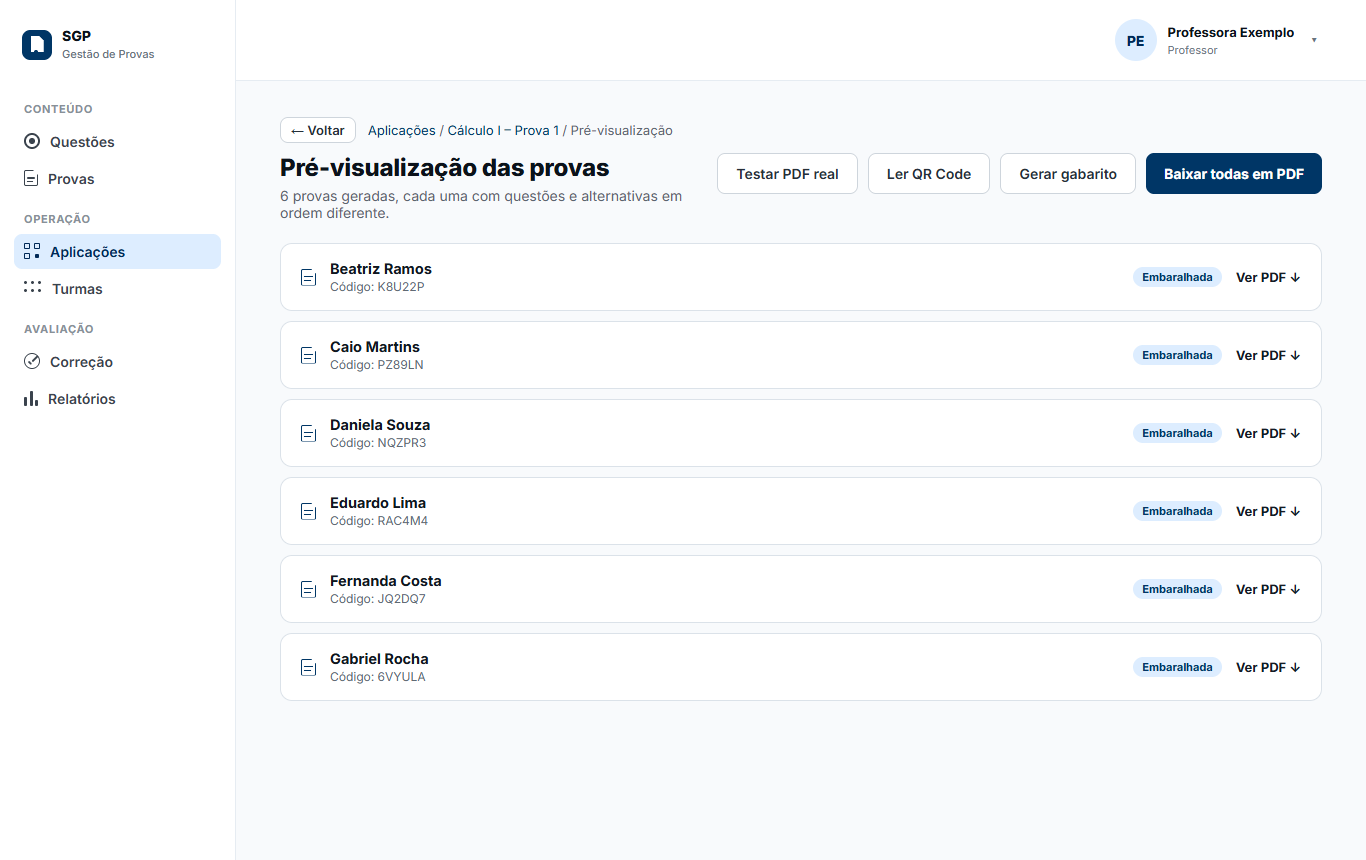 SGP
Gestão de Provas
CONTEÚDO
Questões
Provas
OPERAÇÃO
Aplicações
Turmas
AVALIAÇÃO
Correção
Relatórios
PE
Professora Exemplo
Professor
← Voltar
Aplicações / Cálculo I – Prova 1 / Pré-visualização
Pré-visualização das provas
6 provas geradas, cada uma com questões e alternativas em
ordem diferente.
Testar PDF real
Ler QR Code
Gerar gabarito
Baixar todas em PDF
Beatriz Ramos
Código: K8U22P
Embaralhada
Ver PDF ↓
Caio Martins
Código: PZ89LN
Embaralhada
Ver PDF ↓
Daniela Souza
Código: NQZPR3
Embaralhada
Ver PDF ↓
Eduardo Lima
Código: RAC4M4
Embaralhada
Ver PDF ↓
Fernanda Costa
Código: JQ2DQ7
Embaralhada
Ver PDF ↓
Gabriel Rocha
Código: 6VYULA
Embaralhada
Ver PDF ↓